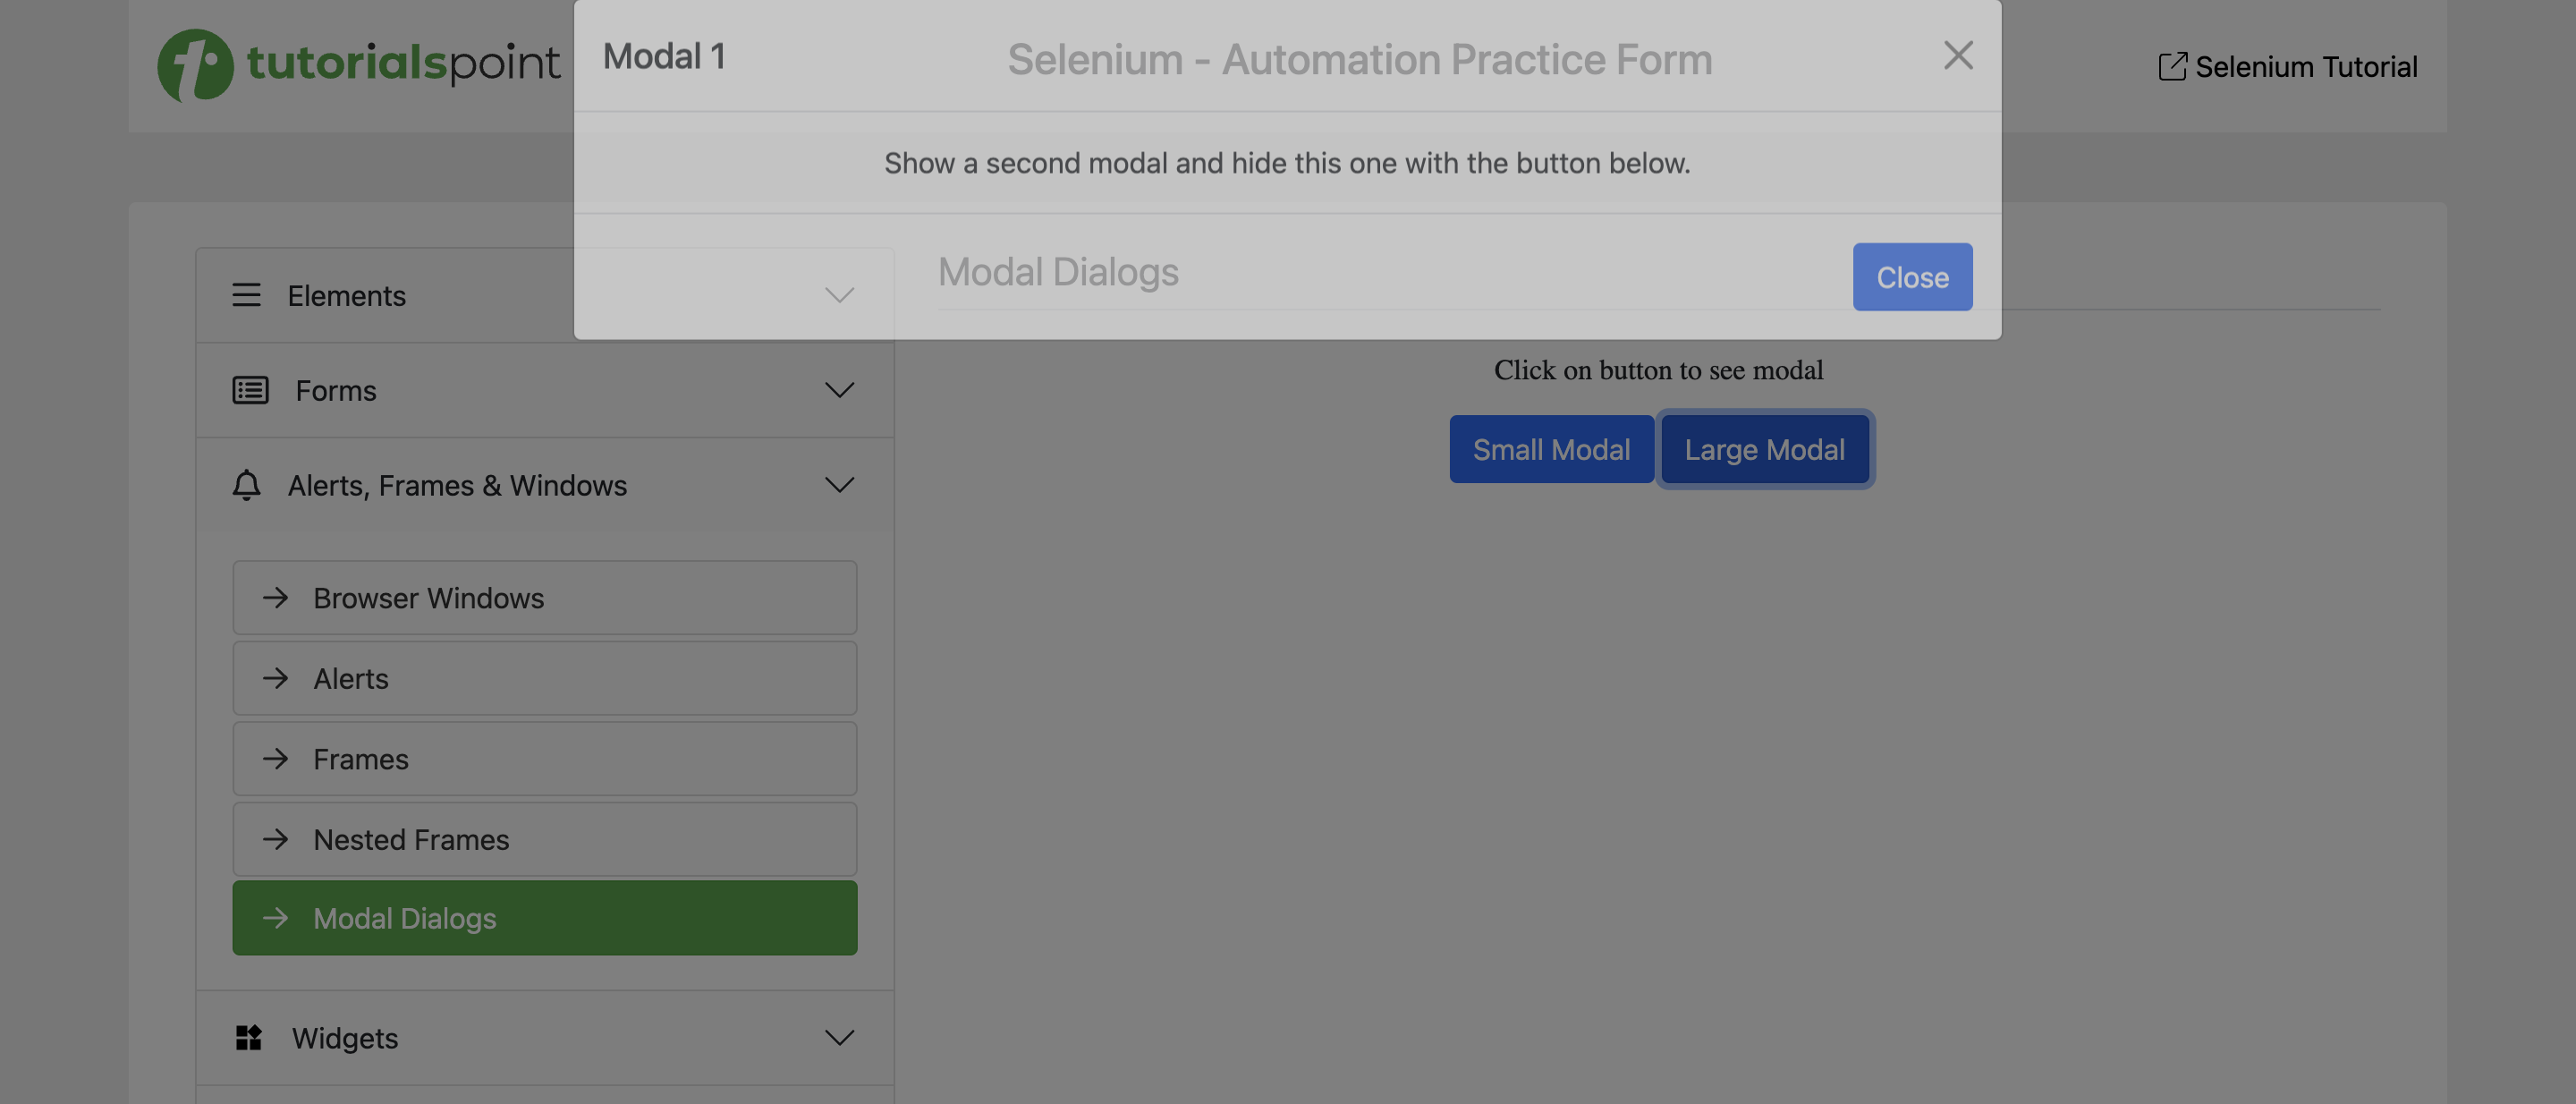 tutorialspoint
Modal 1
Selenium - Automation Practice Form
Selenium Tutorial
Show a second modal and hide this one with the button below.
Elements
Modal Dialogs
Close
Forms
Click on button to see modal
Small Modal
Large Modal
Alerts, Frames & Windows
Browser Windows
Alerts
Frames
Nested Frames
Modal Dialogs
Widgets